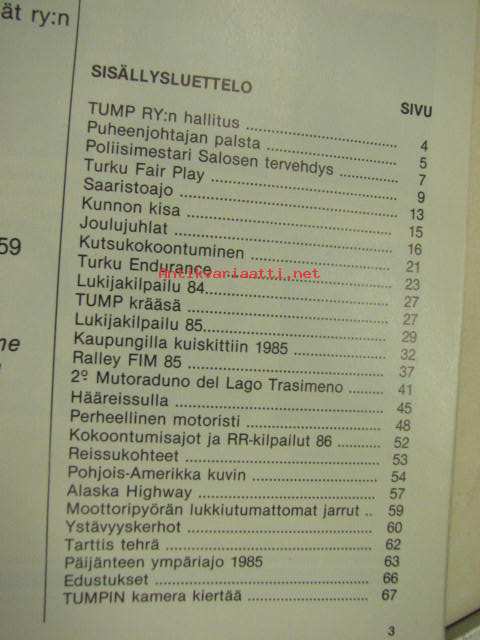 ät ry:n
59
me
SISÄLLYSLUETTELO SIVU
TUMP RY:n hallitus 4
Puheenjohtajan palsta 5
Poliisimestari Salosen tervehdys 7
Turku Fair Play 9
Saaristoajo 13
Kunnon kisa 15
Joulujuhlat 16
Kutsukokoontuminen 21
Turku Endurance 23
Antikvariaatti.net
Lukijakilpailu 84 27
TUMP krääsä 27
Lukijakilpailu 85 29
Kaupungilla kuiskittiin 1985 32
Ralley FIM 85 37
2º Mutoraduno del Lago Trasimeno 41
Hääreissulla 45
Perheellinen motoristi 48
Kokoontumisajot ja RR-kilpailut 86 52
Reissukohteet 53
Pohjois-Amerikka kuvin 54
Alaska Highway 57
Moottoripyörän lukkiutumattomat jarrut 59
Ystävyyskerhot 60
Tarttis tehrä 62
Päijänteen ympäriajo 1985 63
Edustukset 66
TUMPIN kamera kiertää 67
3